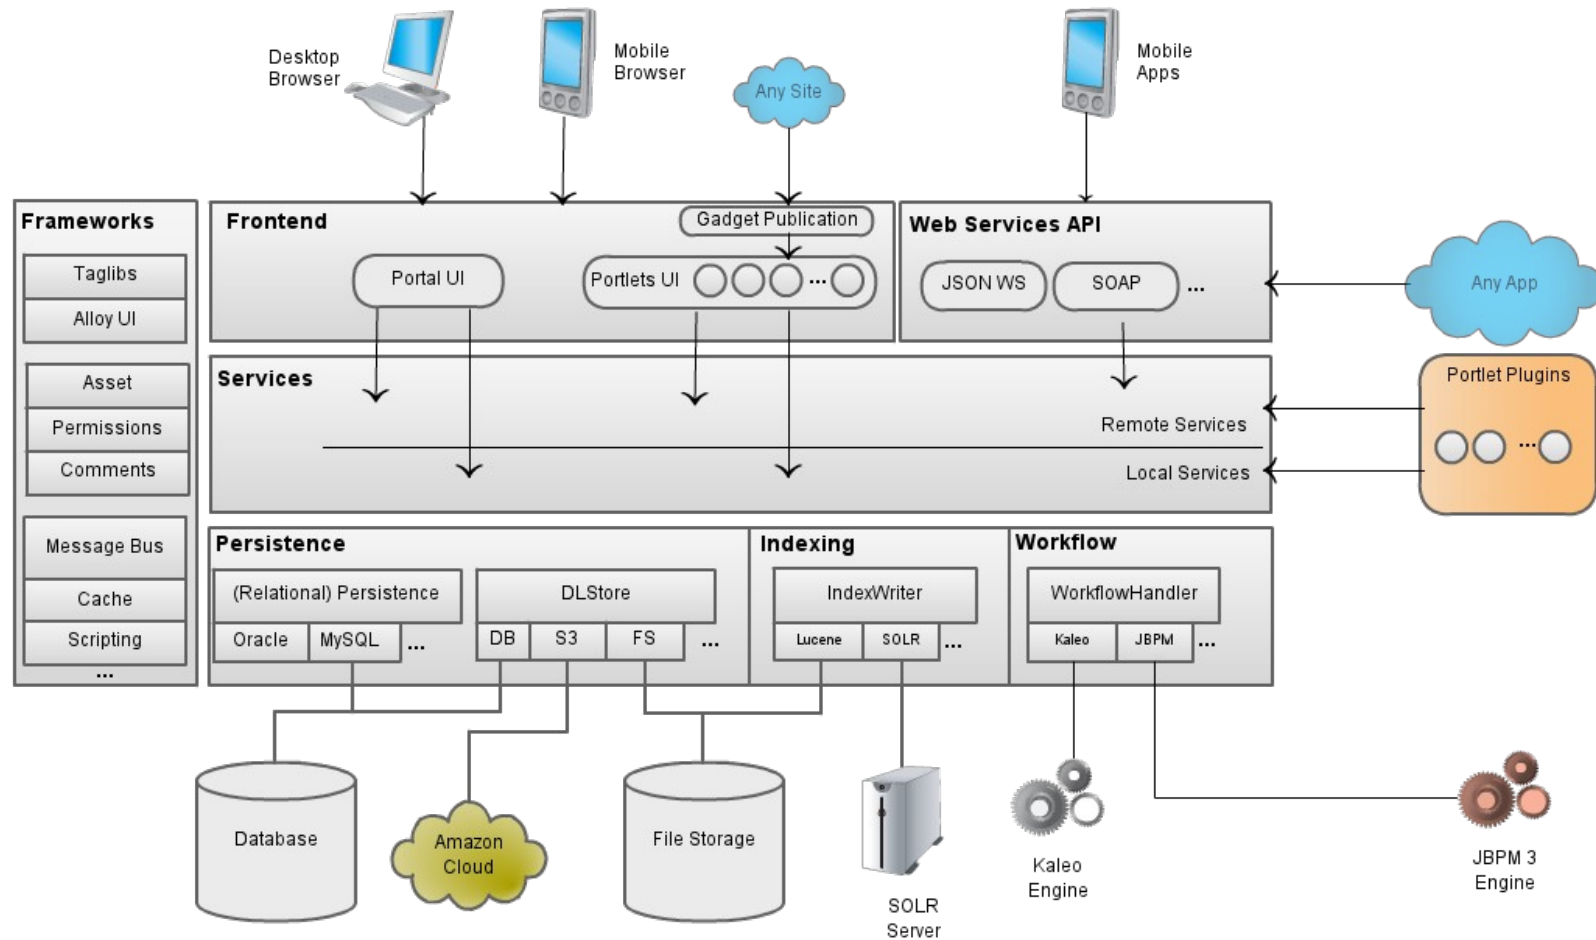 Desktop
Browser
Mobile
Browser
Any Site
Mobile
Apps
Frameworks
Taglibs
Alloy UI
Asset
Permissions
Comments
Message Bus
Cache
Scripting
...
Frontend
Gadget Publication
Portal UI
Portlets UI
...
Web Services API
JSON WS
SOAP
...
Any App
Services
Remote Services
Local Services
Portlet Plugins
...
Persistence
(Relational) Persistence
Oracle
MySQL
...
DLStore
DB
S3
FS
...
Indexing
IndexWriter
Lucene
SOLR
...
Workflow
WorkflowHandler
Kaleo
JBPM
...
Database
Amazon
Cloud
File Storage
SOLR
Server
Kaleo
Engine
JBPM 3
Engine